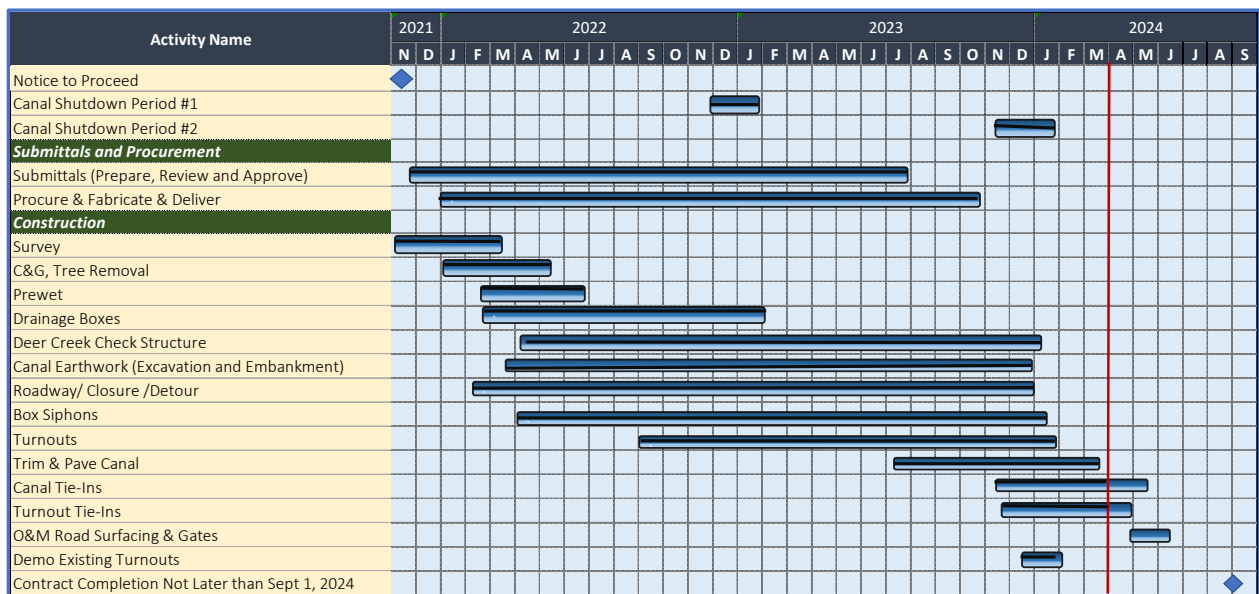 Activity Name
2021 2022 2023 2024
N D J F M A M J J A S O N D J F M A M J J A S O N D J F M A M J J A S
Notice to Proceed
Canal Shutdown Period #1
Canal Shutdown Period #2
Submittals and Procurement
Submittals (Prepare, Review and Approve)
Procure & Fabricate & Deliver
Construction
Survey
C&G, Tree Removal
Prewet
Drainage Boxes
Deer Creek Check Structure
Canal Earthwork (Excavation and Embankment)
Roadway/ Closure /Detour
Box Siphons
Turnouts
Trim & Pave Canal
Canal Tie-Ins
Turnout Tie-Ins
O&M Road Surfacing & Gates
Demo Existing Turnouts
Contract Completion Not Later than Sept 1, 2024